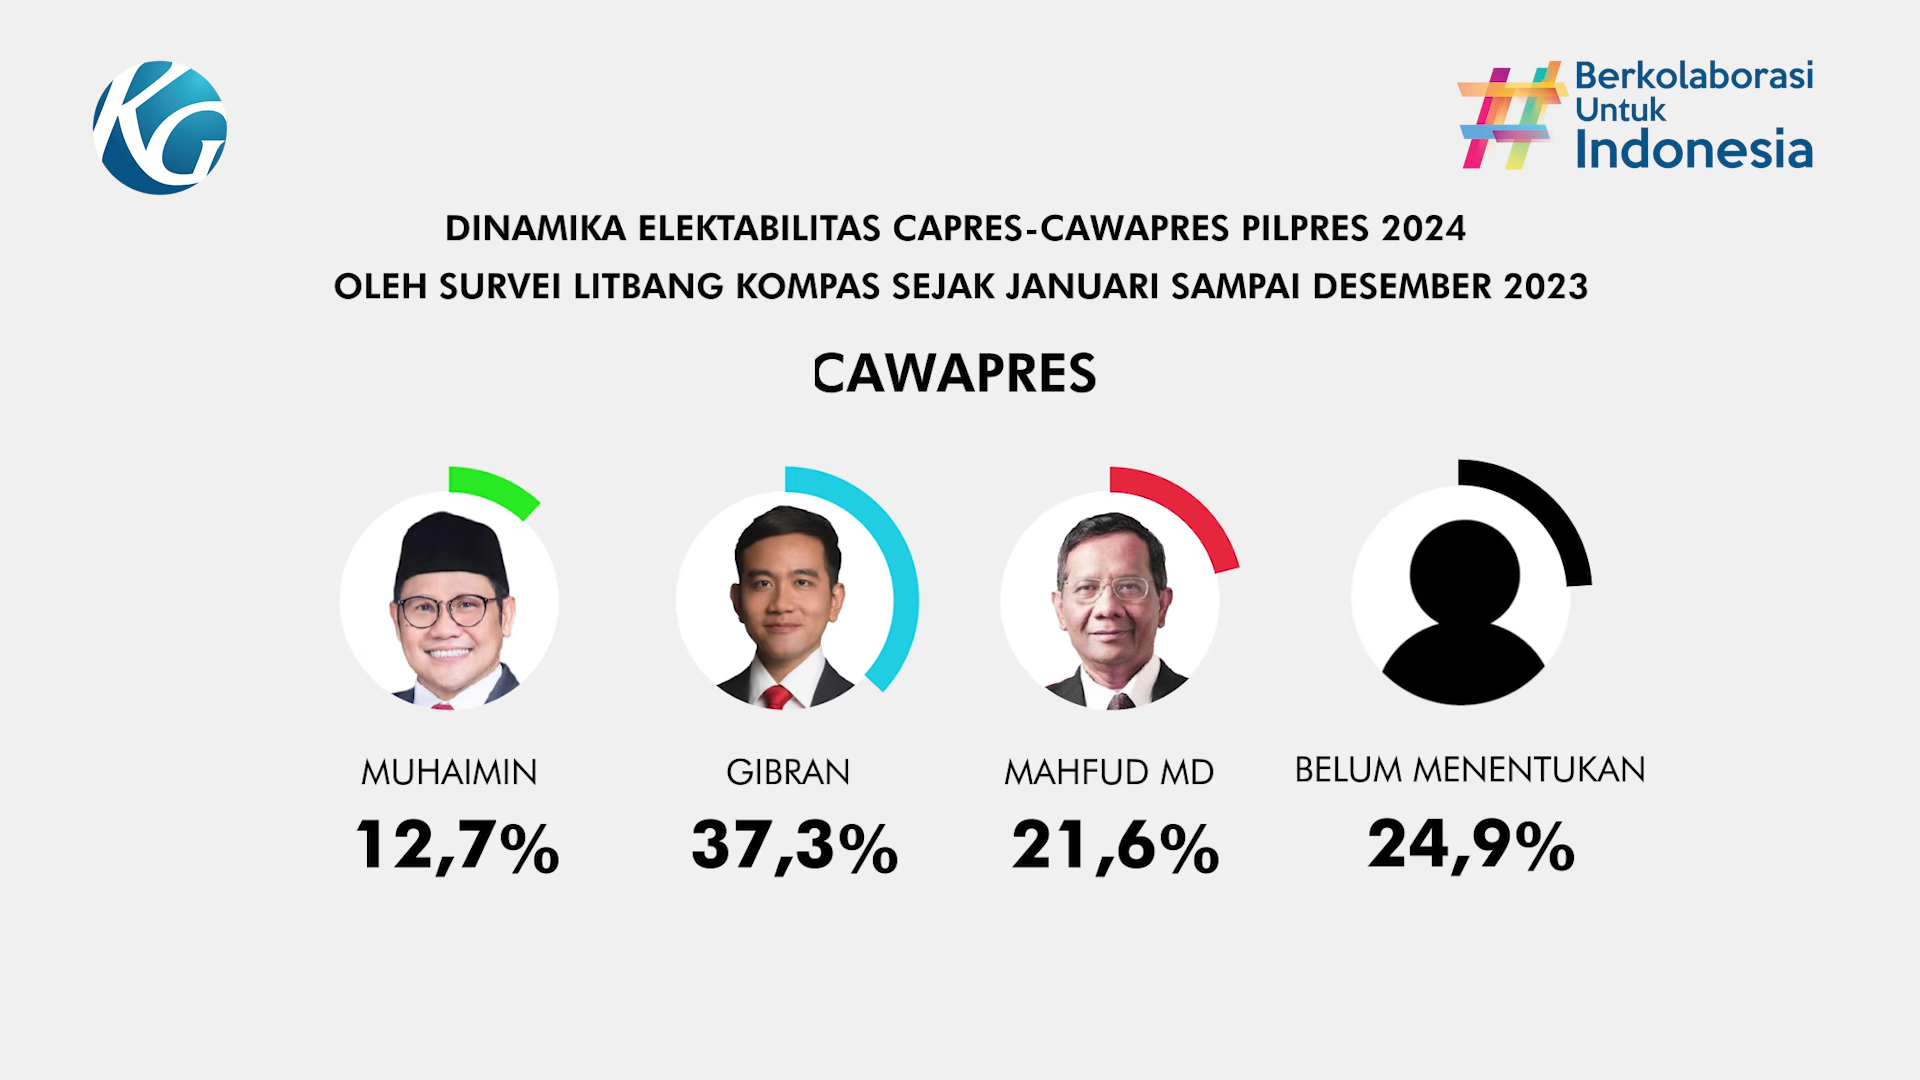 KG
Berkolaborasi
Untuk
Indonesia
DINAMIKA ELEKTABILITAS CAPRES-CAWAPRES PILPRES 2024
OLEH SURVEI LITBANG KOMPAS SEJAK JANUARI SAMPAI DESEMBER 2023
CAWAPRES
MUHAIMIN
12,7%
GIBRAN
37,3%
MAHFUD MD
21,6%
BELUM MENENTUKAN
24,9%